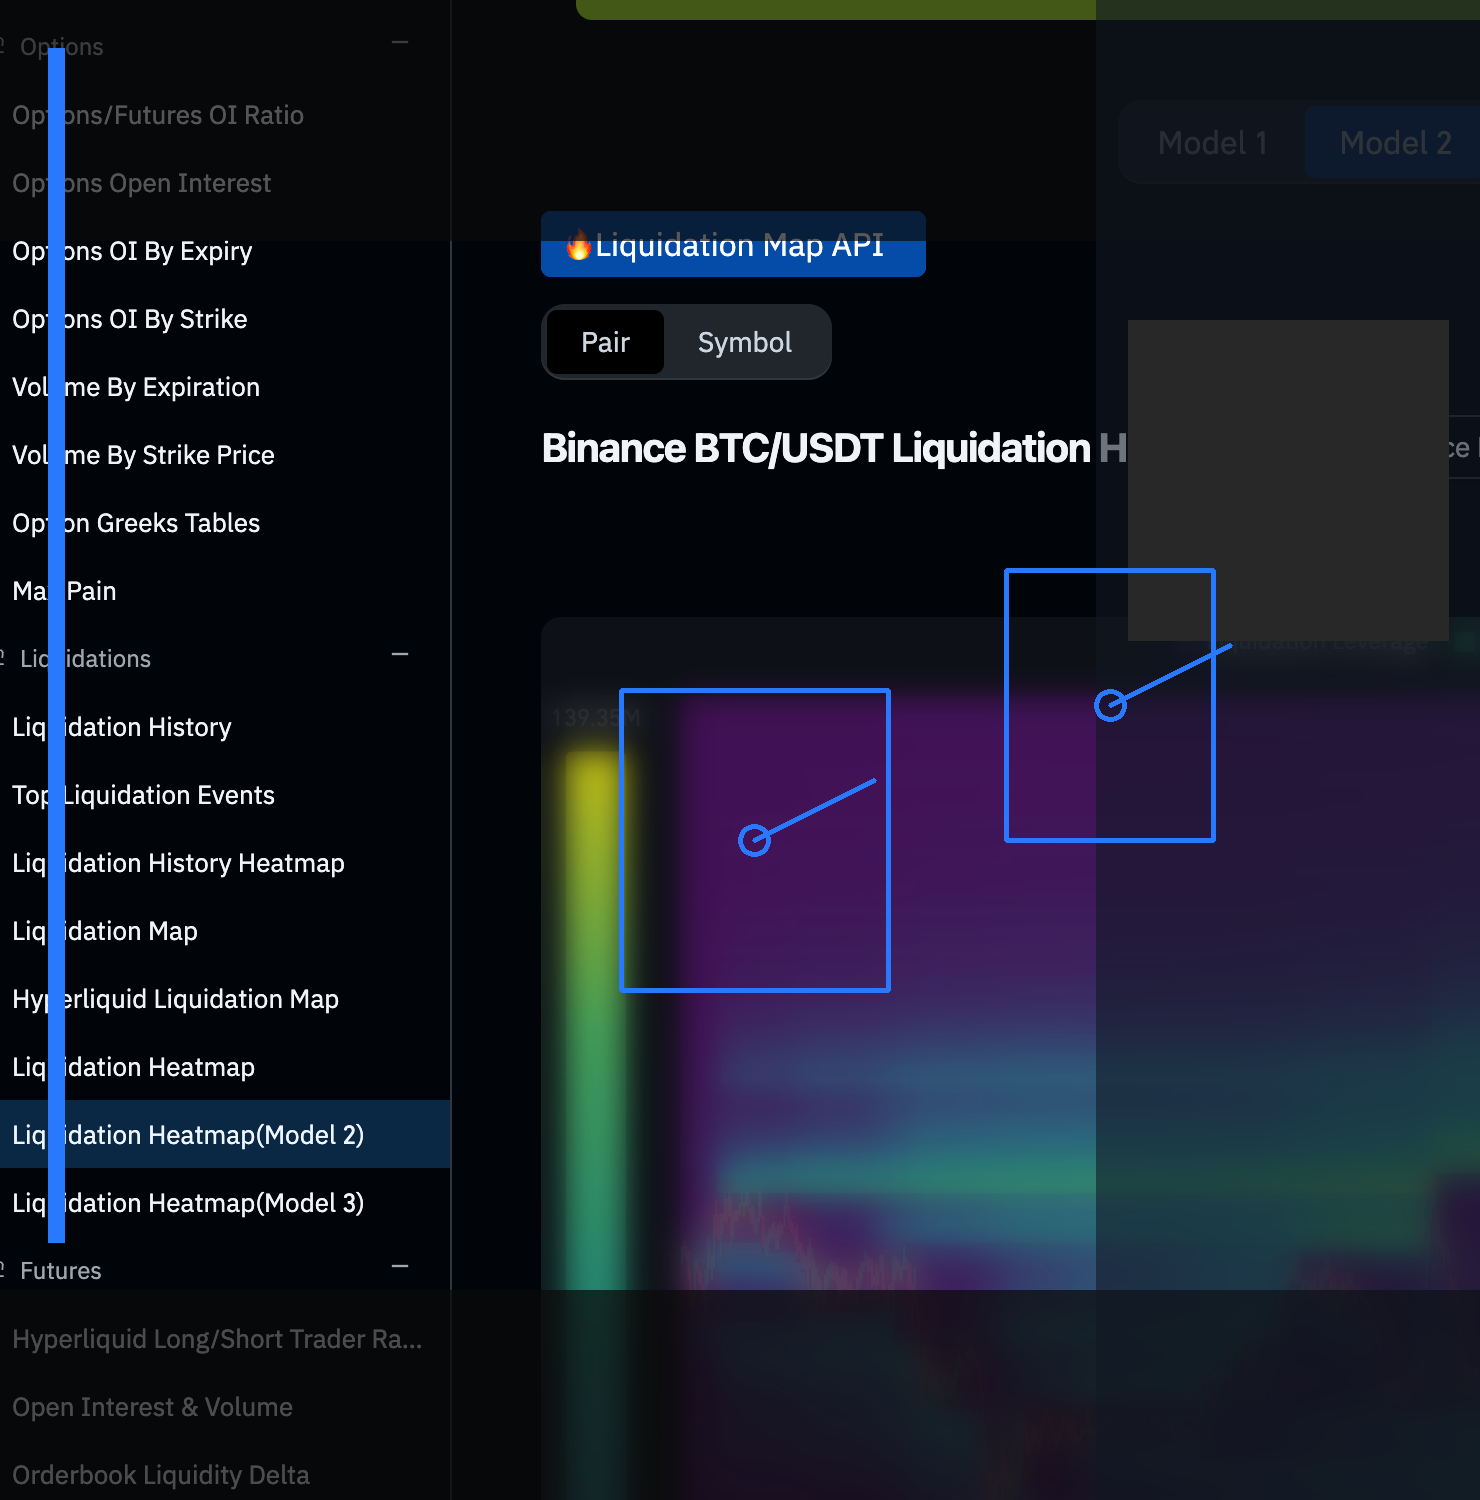 Options
Options/Futures OI Ratio
Options Open Interest
Options OI By Expiry
Options OI By Strike
Volume By Expiration
Volume By Strike Price
Option Greeks Tables
Max Pain
Liquidations
Liquidation History
Top Liquidation Events
Liquidation History Heatmap
Liquidation Map
Hyperliquid Liquidation Map
Liquidation Heatmap
Liquidation Heatmap(Model 2)
Liquidation Heatmap(Model 3)
Futures
Hyperliquid Long/Short Trader Ra...
Open Interest & Volume
Orderbook Liquidity Delta
Model 1 Model 2
🔥Liquidation Map API
Pair Symbol
Binance BTC/USDT Liquidation
Liquidation Leverage
139.35M